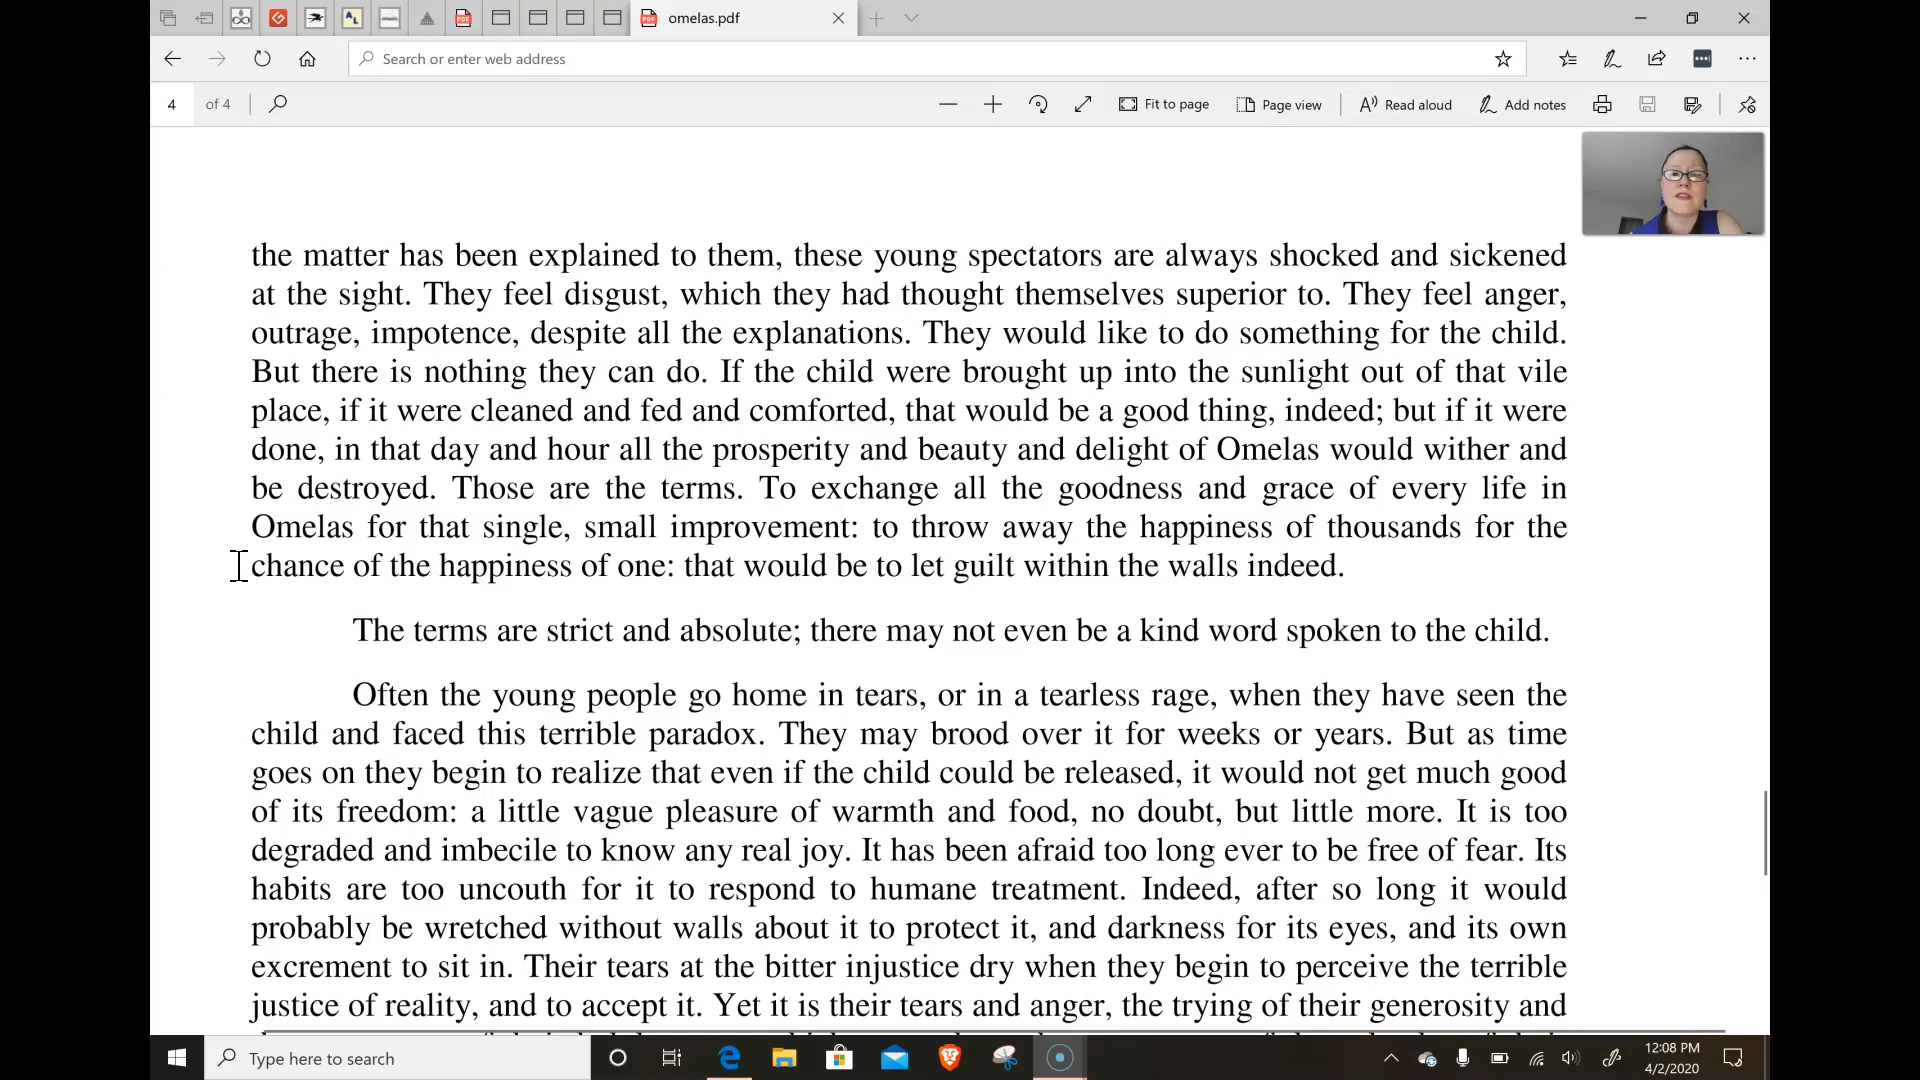 omelas.pdf
Search or enter web address
4 of 4
Fit to page
Page view
Read aloud
Add notes
the matter has been explained to them, these young spectators are always shocked and sickened
at the sight. They feel disgust, which they had thought themselves superior to. They feel anger,
outrage, impotence, despite all the explanations. They would like to do something for the child.
But there is nothing they can do. If the child were brought up into the sunlight out of that vile
place, if it were cleaned and fed and comforted, that would be a good thing, indeed; but if it were
done, in that day and hour all the prosperity and beauty and delight of Omelas would wither and
be destroyed. Those are the terms. To exchange all the goodness and grace of every life in
Omelas for that single, small improvement: to throw away the happiness of thousands for the
chance of the happiness of one: that would be to let guilt within the walls indeed.
The terms are strict and absolute; there may not even be a kind word spoken to the child.
Often the young people go home in tears, or in a tearless rage, when they have seen the
child and faced this terrible paradox. They may brood over it for weeks or years. But as time
goes on they begin to realize that even if the child could be released, it would not get much good
of its freedom: a little vague pleasure of warmth and food, no doubt, but little more. It is too
degraded and imbecile to know any real joy. It has been afraid too long ever to be free of fear. Its
habits are too uncouth for it to respond to humane treatment. Indeed, after so long it would
probably be wretched without walls about it to protect it, and darkness for its eyes, and its own
excrement to sit in. Their tears at the bitter injustice dry when they begin to perceive the terrible
justice of reality, and to accept it. Yet it is their tears and anger, the trying of their generosity and
Type here to search
12:08 PM
4/2/2020